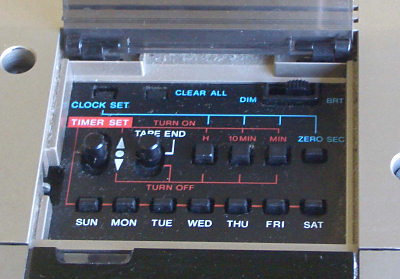 CLEAR ALL
CLOCK SET
DIM BRT
TIMER SET TURN ON
TAPE END H 10 MIN MIN ZERO SEC
TURN OFF
SUN MON TUE WED THU FRI SAT